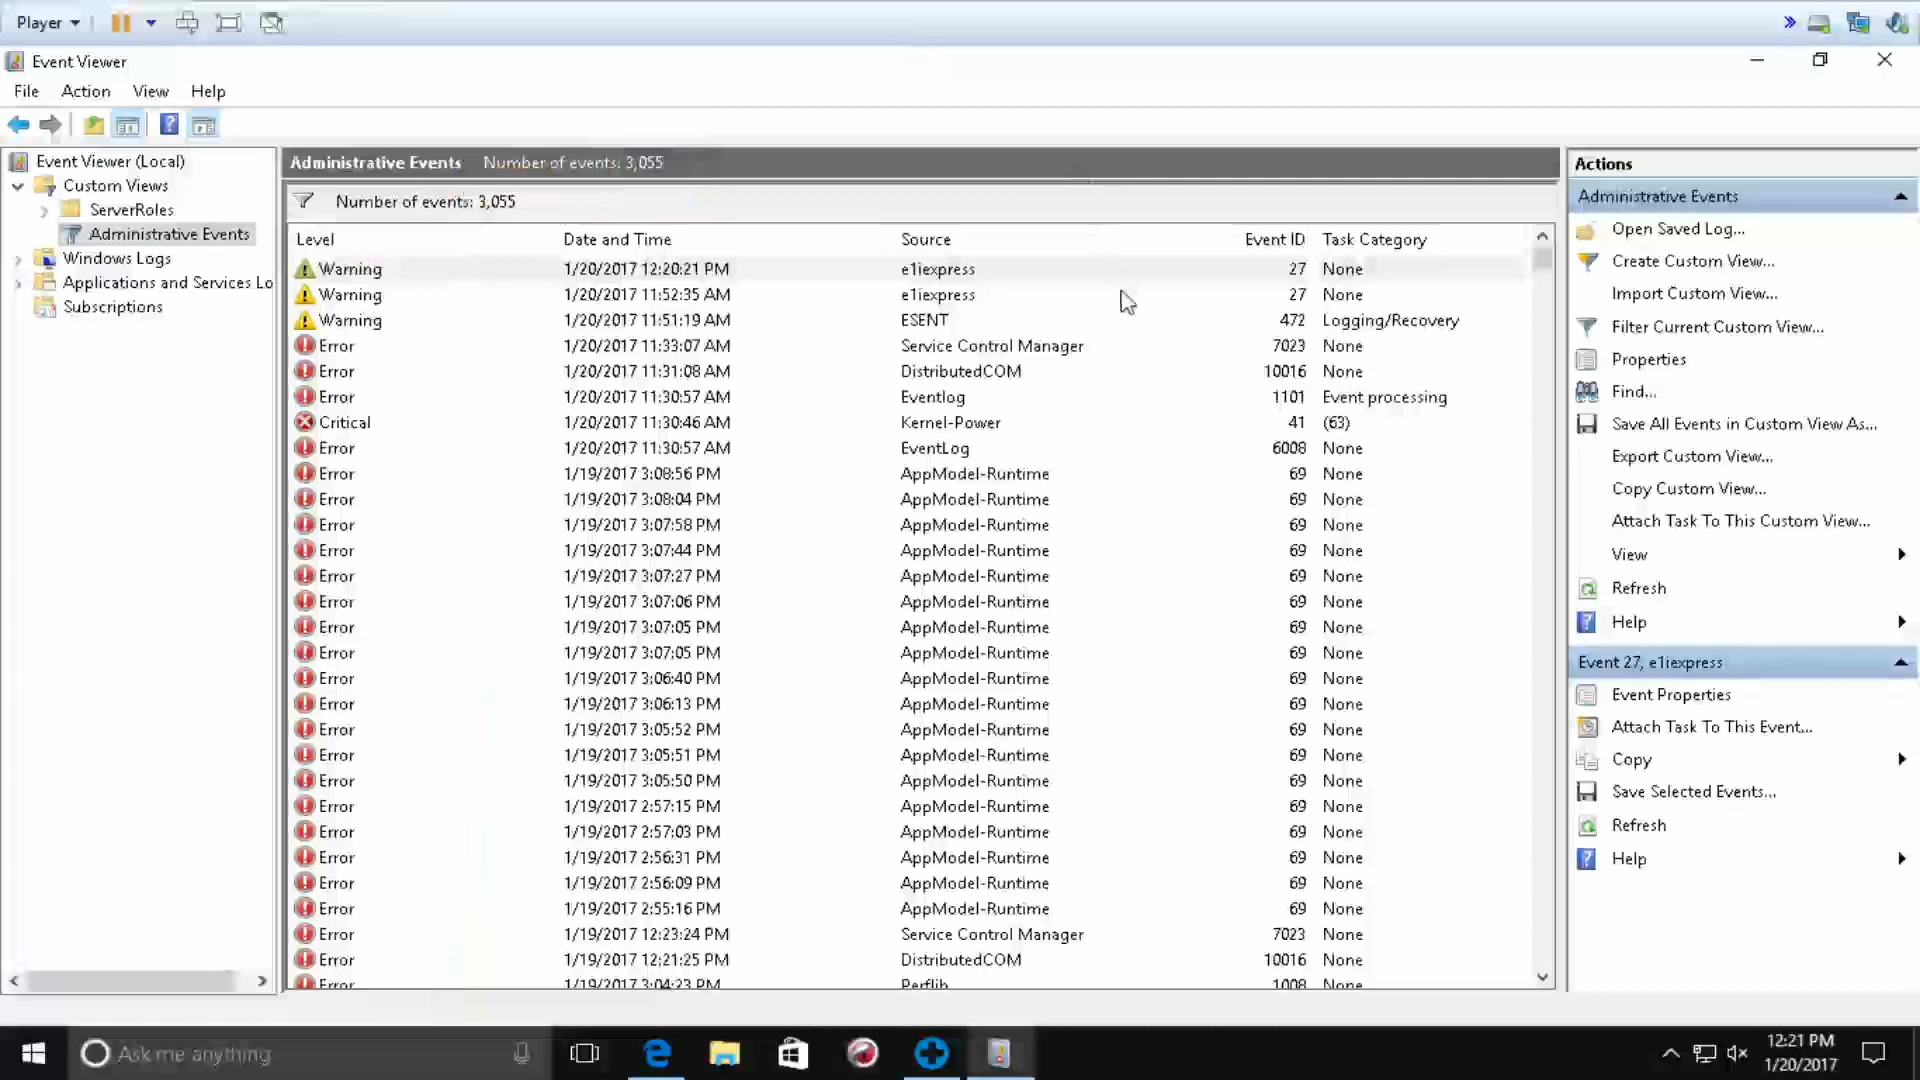 Player
Event Viewer
File Action View Help
Event Viewer (Local)
Custom Views
ServerRoles
Administrative Events
Windows Logs
Applications and Services Lo
Subscriptions
Administrative Events Number of events: 3,055
Number of events: 3,055
Level Date and Time Source Event ID Task Category
Warning 1/20/2017 12:20:21 PM e1iexpress 27 None
Warning 1/20/2017 11:52:35 AM e1iexpress 27 None
Warning 1/20/2017 11:51:19 AM ESENT 472 Logging/Recovery
Error 1/20/2017 11:33:07 AM Service Control Manager 7023 None
Error 1/20/2017 11:31:08 AM DistributedCOM 10016 None
Error 1/20/2017 11:30:57 AM Eventlog 1101 Event processing
Critical 1/20/2017 11:30:46 AM Kernel-Power 41 (63)
Error 1/20/2017 11:30:57 AM EventLog 6008 None
Error 1/19/2017 3:08:56 PM AppModel-Runtime 69 None
Error 1/19/2017 3:08:04 PM AppModel-Runtime 69 None
Error 1/19/2017 3:07:58 PM AppModel-Runtime 69 None
Error 1/19/2017 3:07:44 PM AppModel-Runtime 69 None
Error 1/19/2017 3:07:27 PM AppModel-Runtime 69 None
Error 1/19/2017 3:07:06 PM AppModel-Runtime 69 None
Error 1/19/2017 3:07:05 PM AppModel-Runtime 69 None
Error 1/19/2017 3:07:05 PM AppModel-Runtime 69 None
Error 1/19/2017 3:06:40 PM AppModel-Runtime 69 None
Error 1/19/2017 3:06:13 PM AppModel-Runtime 69 None
Error 1/19/2017 3:05:52 PM AppModel-Runtime 69 None
Error 1/19/2017 3:05:51 PM AppModel-Runtime 69 None
Error 1/19/2017 3:05:50 PM AppModel-Runtime 69 None
Error 1/19/2017 2:57:15 PM AppModel-Runtime 69 None
Error 1/19/2017 2:57:03 PM AppModel-Runtime 69 None
Error 1/19/2017 2:56:31 PM AppModel-Runtime 69 None
Error 1/19/2017 2:56:09 PM AppModel-Runtime 69 None
Error 1/19/2017 2:55:16 PM AppModel-Runtime 69 None
Error 1/19/2017 12:23:24 PM Service Control Manager 7023 None
Error 1/19/2017 12:21:25 PM DistributedCOM 10016 None
Error 1/19/2017 3:04:23 PM Perflib 1008 None
Actions
Administrative Events
Open Saved Log...
Create Custom View...
Import Custom View...
Filter Current Custom View...
Properties
Find...
Save All Events in Custom View As...
Export Custom View...
Copy Custom View...
Attach Task To This Custom View...
View
Refresh
Help
Event 27, e1iexpress
Event Properties
Attach Task To This Event...
Copy
Save Selected Events...
Refresh
Help
Ask me anything
12:21 PM
1/20/2017